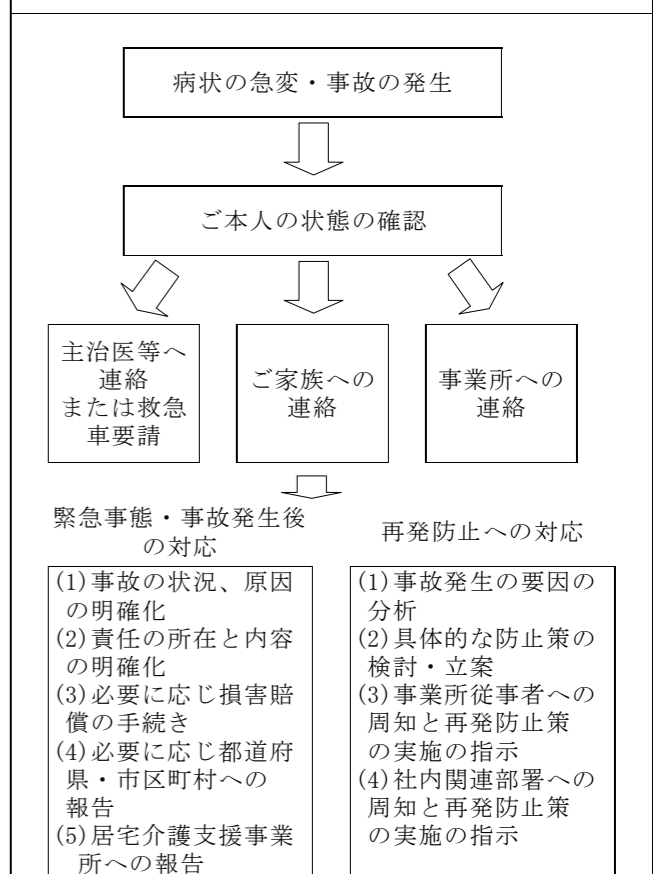 病状の急変・事故の発生
ご本人の状態の確認
主治医等へ
連絡
または救急
車要請
ご家族への
連絡
事業所への
連絡
緊急事態・事故発生後
の対応
(1)事故の状況、原因
の明確化
(2)責任の所在と内容
の明確化
(3)必要に応じ損害賠
償の手続き
(4)必要に応じ都道府
県・市区町村への
報告
(5)居宅介護支援事業
所への報告
再発防止への対応
(1)事故発生の要因の
分析
(2)具体的な防止策の
検討・立案
(3)事業所従事者への
周知と再発防止策
の実施の指示
(4)社内関連部署への
周知と再発防止策
の実施の指示